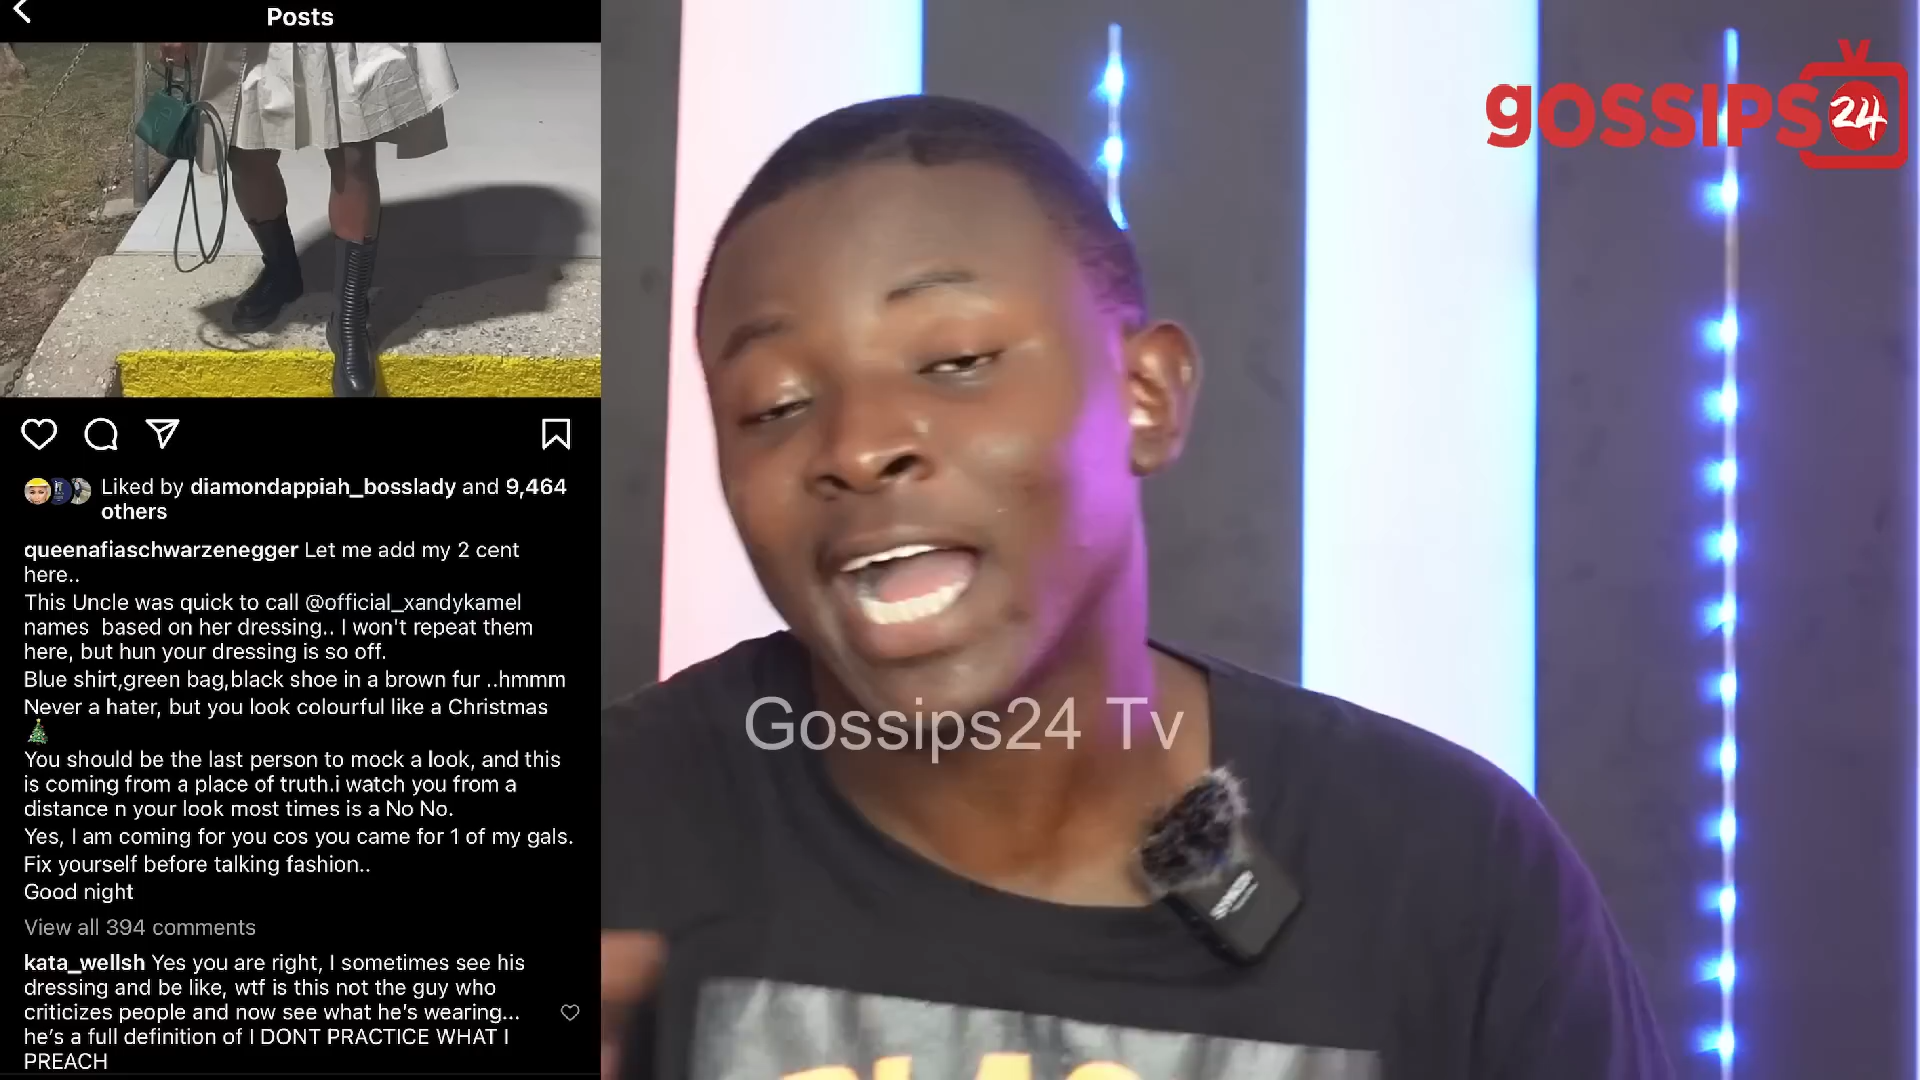 Posts
Liked by diamondappiah_bosslady and 9,464
others
queenafiaschwarzenegger Let me add my 2 cent
here..
This Uncle was quick to call @official_xandykamel
names  based on her dressing.. I won't repeat them
here, but hun your dressing is so off.
Blue shirt,green bag,black shoe in a brown fur ..hmmm
Never a hater, but you look colourful like a Christmas
🎄
You should be the last person to mock a look, and this
is coming from a place of truth.i watch you from a
distance n your look most times is a No No.
Yes, I am coming for you cos you came for 1 of my gals.
Fix yourself before talking fashion..
Good night
View all 394 comments
kata_wellsh Yes you are right, I sometimes see his
dressing and be like, wtf is this not the guy who
criticizes people and now see what he's wearing...
he's a full definition of I DONT PRACTICE WHAT I
PREACH
gOSSIPS 24
Gossips24 Tv